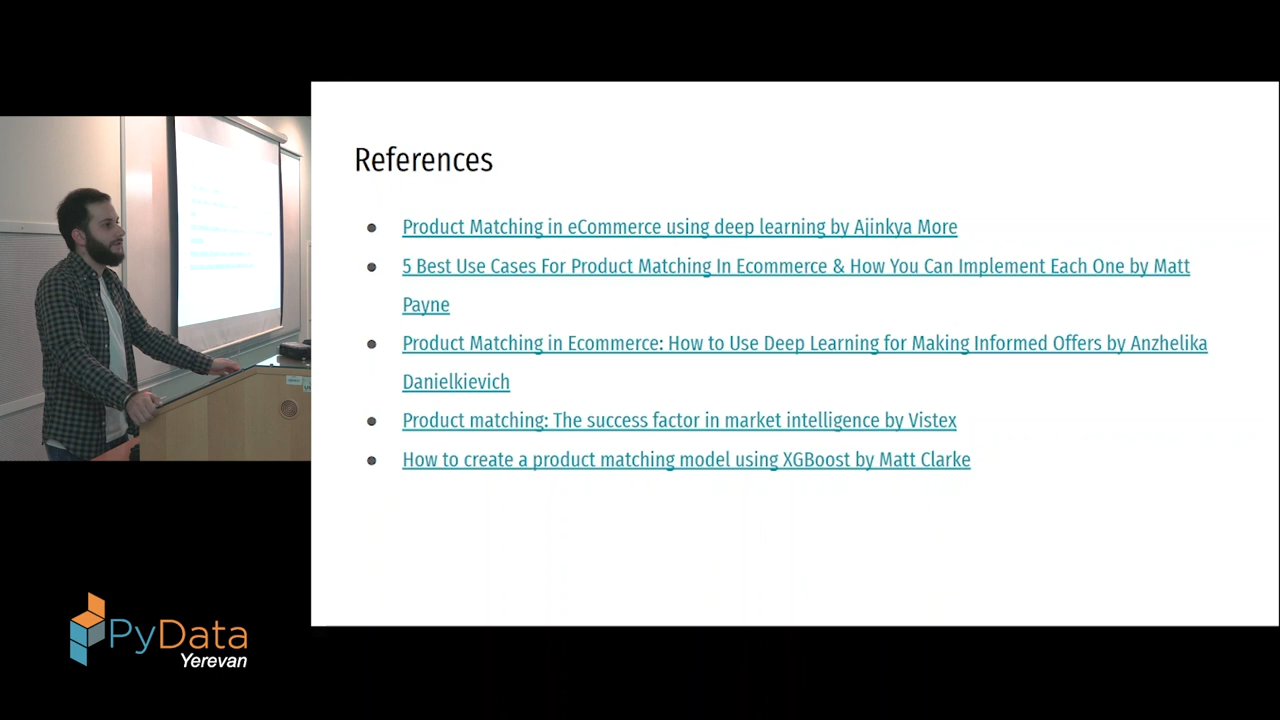 References
Product Matching in eCommerce using deep learning by Ajinkya More
5 Best Use Cases For Product Matching In Ecommerce & How You Can Implement Each One by Matt
Payne
Product Matching in Ecommerce: How to Use Deep Learning for Making Informed Offers by Anzhelika
Danielkievich
Product matching: The success factor in market intelligence by Vistex
How to create a product matching model using XGBoost by Matt Clarke
PyData
Yerevan